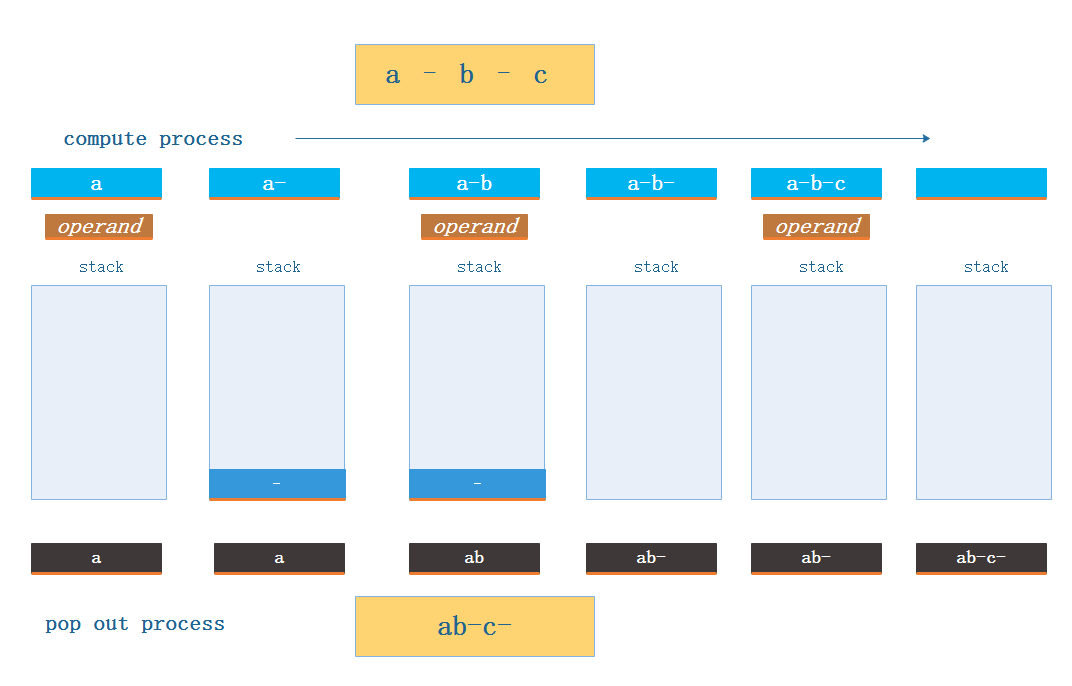 a - b - c
compute process
a a- a-b a-b- a-b-c
operand operand operand
stack stack stack stack stack stack
- -
a a ab ab- ab- ab-c-
pop out process
ab-c-